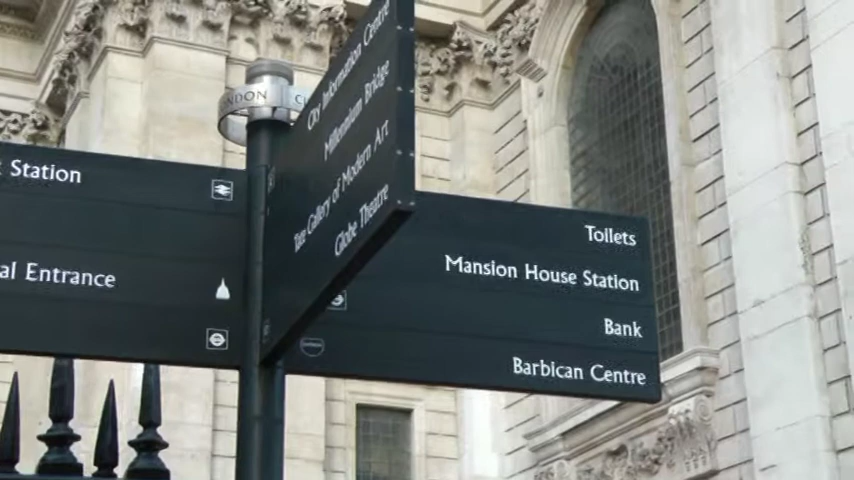 LONDON
City Information Centre
Millennium Bridge
Tate Gallery of Modern Art
Globe Theatre
Station
al Entrance
Toilets
Mansion House Station
Bank
Barbican Centre